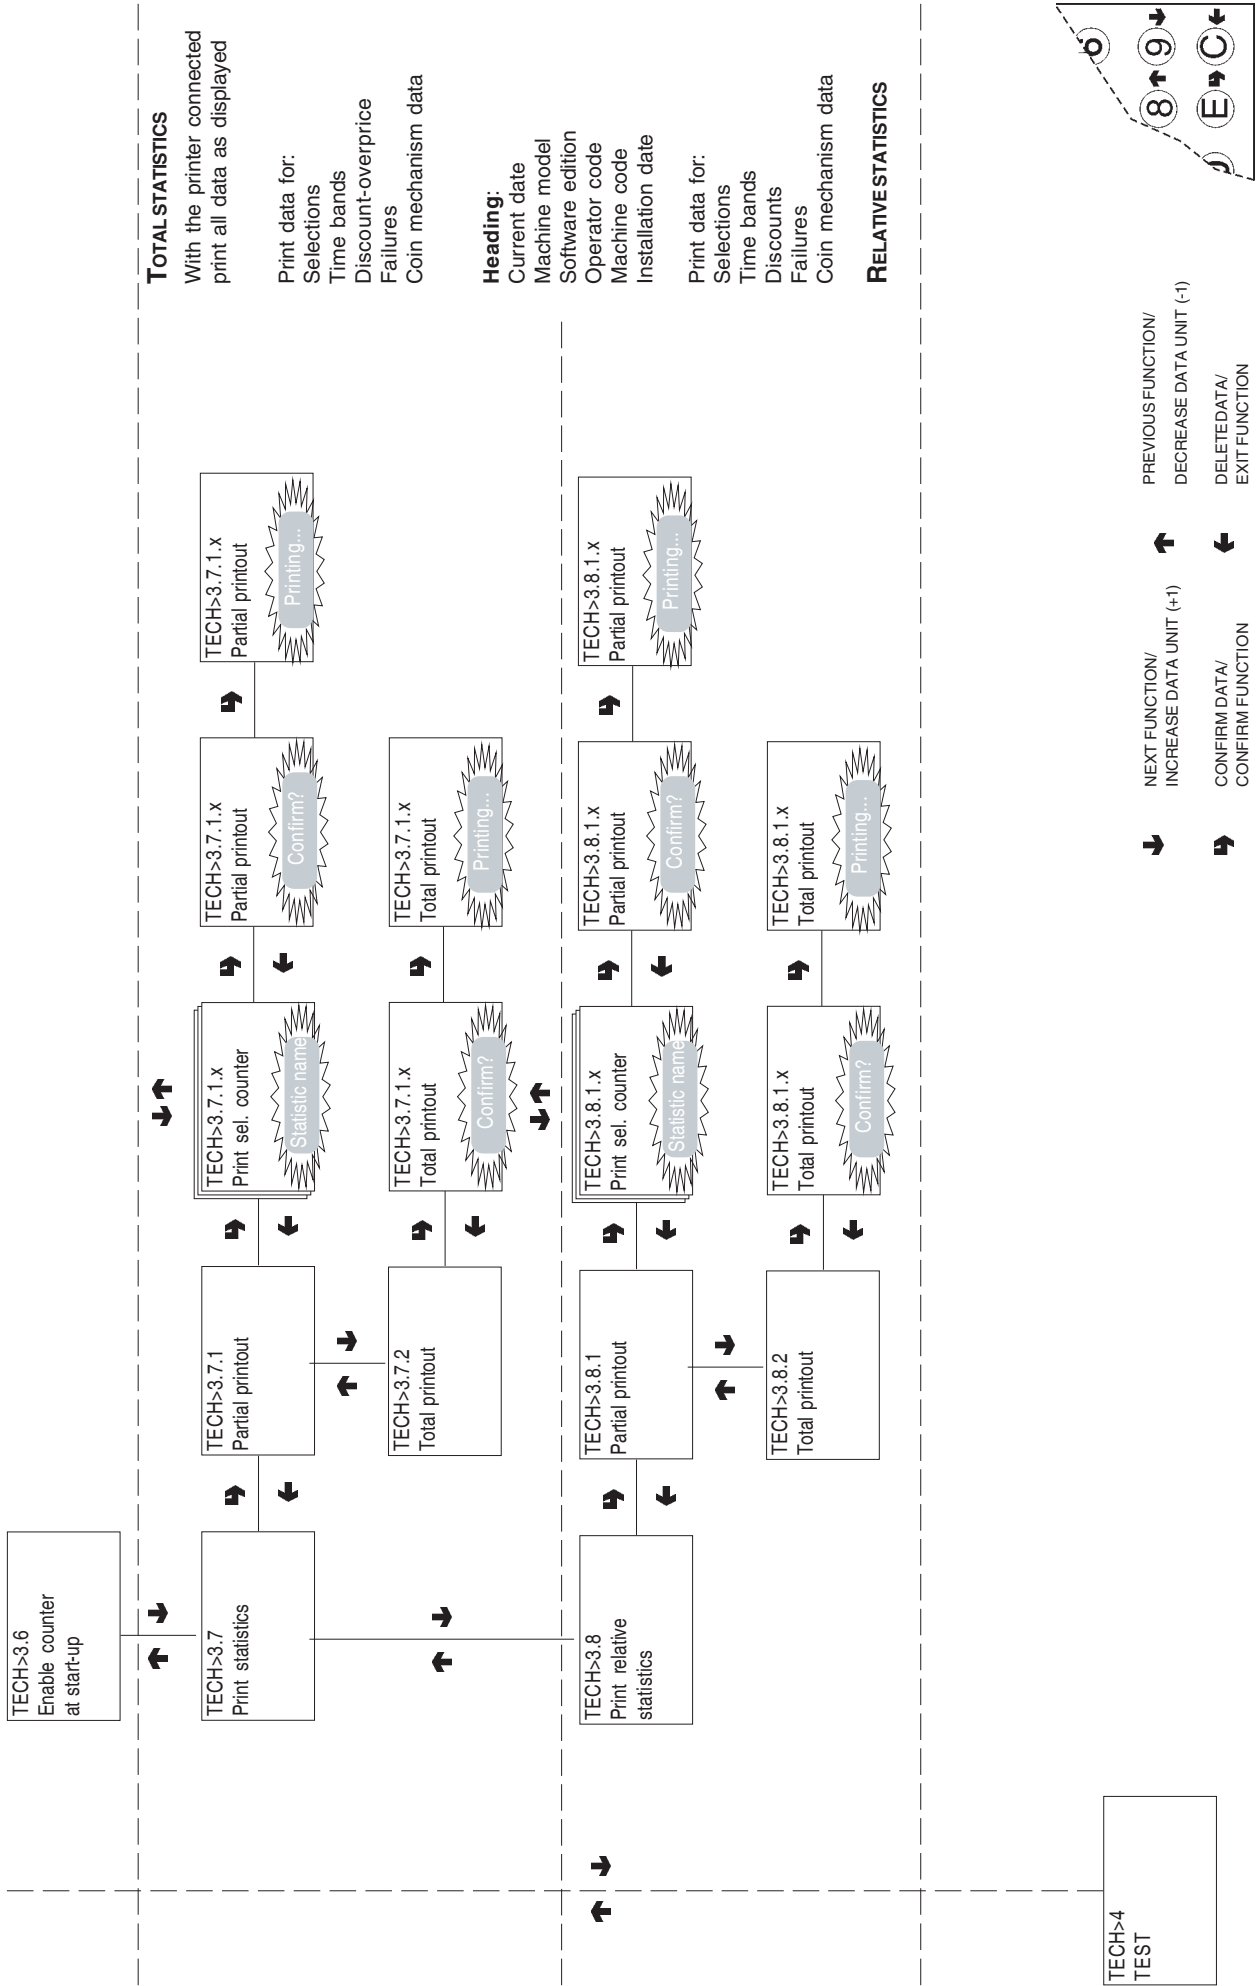 TECH>3.6
Enable counter
at start-up
TECH>3.7
Print statistics
TECH>3.7.1
Partial printout
TECH>3.7.1.x
Print sel. counter
Statistic name
TECH>3.7.1.x
Partial printout
Confirm?
TECH>3.7.1.x
Partial printout
Printing...
TOTAL STATISTICS
With the printer connected
print all data as displayed
Print data for:
Selections
Time bands
Discount-overprice
Failures
Coin mechanism data
TECH>3.7.2
Total printout
TECH>3.7.1.x
Total printout
Confirm?
TECH>3.7.1.x
Total printout
Printing...
Heading:
Current date
Machine model
Software edition
Operator code
Machine code
Installation date
TECH>3.8
Print relative
statistics
TECH>3.8.1
Partial printout
TECH>3.8.1.x
Print sel. counter
Statistic name
TECH>3.8.1.x
Partial printout
Confirm?
TECH>3.8.1.x
Partial printout
Printing...
Print data for:
Selections
Time bands
Discounts
Failures
Coin mechanism data
TECH>3.8.2
Total printout
TECH>3.8.1.x
Total printout
Confirm?
TECH>3.8.1.x
Total printout
Printing...
RELATIVE STATISTICS
TECH>4
TEST
NEXT FUNCTION/
INCREASE DATA UNIT (+1)
PREVIOUS FUNCTION/
DECREASE DATA UNIT (-1)
CONFIRM DATA/
CONFIRM FUNCTION
DELETE DATA/
EXIT FUNCTION
8 9
E C